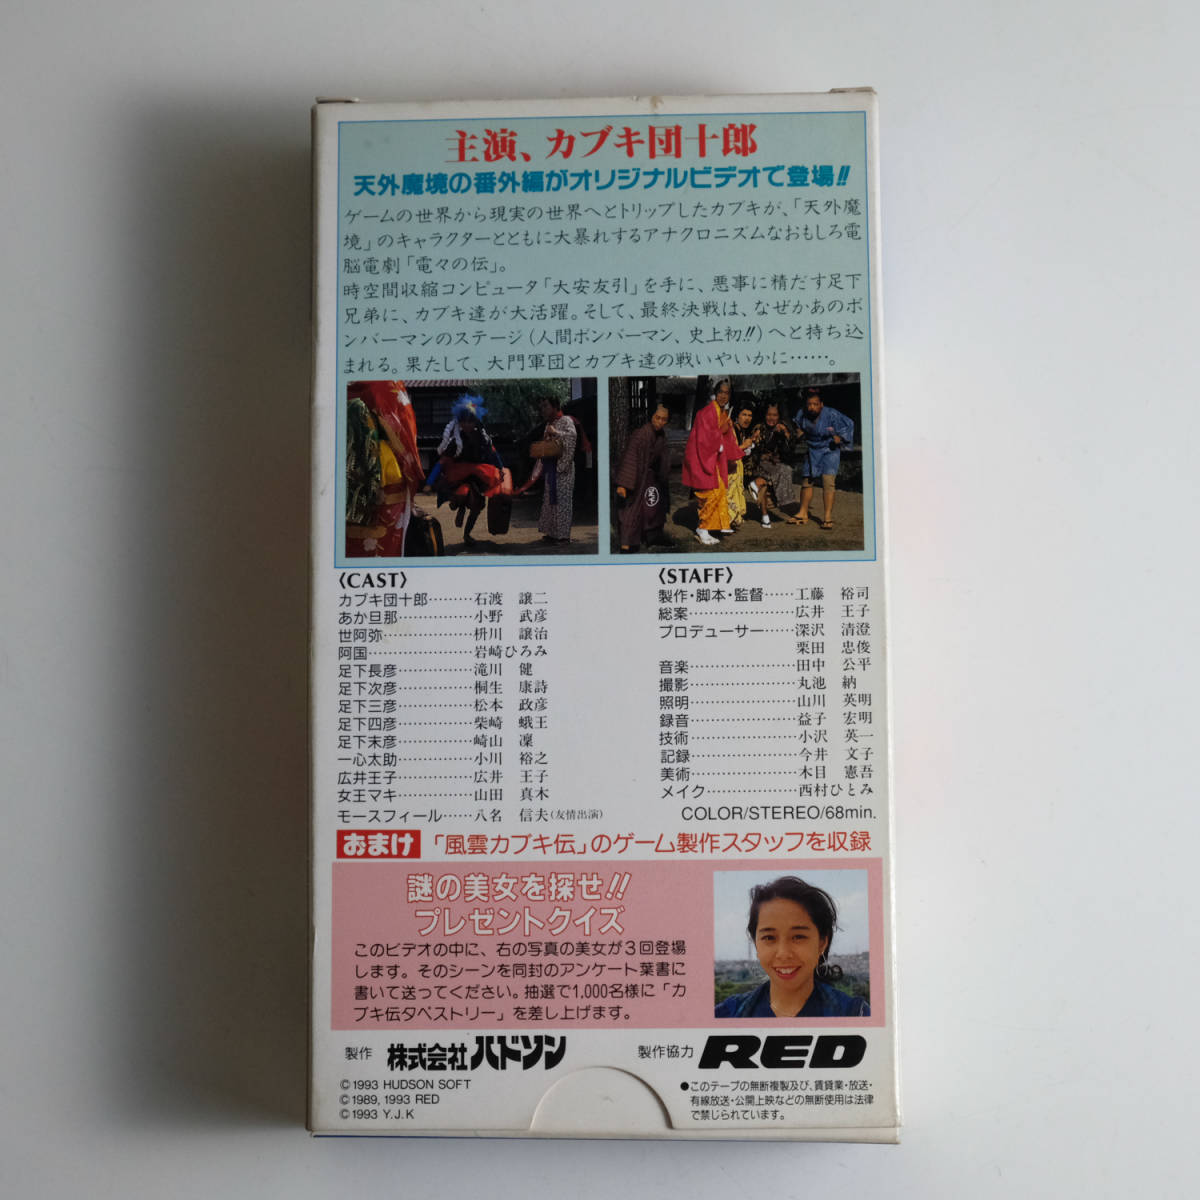 主演、カブキ団十郎
天外魔境の番外編がオリジナルビデオで登場!!
ゲームの世界から現実の世界へとトリップしたカブキが、「天外魔
境」のキャラクターとともに大暴れするアナクロニズムなおもしろ電
脳電劇「電々の伝」。
時空間収縮コンピュータ「大安友引」を手に、悪事に精だす足下
兄弟に、カブキ達が大活躍。そして、最終決戦は、なぜかあのボ
ンバーマンのステージ(人間ボンバーマン、史上初!!)へと持ち込
まれる。果たして、大門軍団とカブキ達の戦いやいかに……。
足下
〈CAST〉
カブキ団十郎………石渡 譲二
あか旦那……………小野 武彦
世阿弥………………枡川 譲治
阿国…………………岩崎ひろみ
足下長彦……………滝川 健
足下次彦……………桐生 康詩
足下三彦……………松本 政彦
足下四彦……………柴崎 蛾王
足下末彦……………崎山 凜
一心太助……………小川 裕之
広井王子……………広井 王子
女王マキ……………山田 真木
モースフィール……八名 信夫(友情出演)
〈STAFF〉
製作・脚本・監督……工藤 裕司
総案…………………広井 王子
プロデューサー……深沢 清澄
栗田 忠俊
音楽…………………田中 公平
撮影…………………丸池 納
照明…………………山川 英明
録音…………………益子 宏明
技術…………………小沢 英一
記録…………………今井 文子
美術…………………木目 憲吾
メイク………………西村ひとみ
COLOR/STEREO/68min.
おまけ 「風雲カブキ伝」のゲーム製作スタッフを収録
謎の美女を探せ!!
プレゼントクイズ
このビデオの中に、右の写真の美女が3回登場
します。そのシーンを同封のアンケート葉書に
書いて送ってください。抽選で1,000名様に「カ
ブキ伝タペストリー」を差し上げます。
製作 株式会社ハドソン
製作協力 RED
©1993 HUDSON SOFT
©1989, 1993 RED
©1993 Y.J.K
●このテープの無断複製及び、賃貸業・放送・
有線放送・公開上映などの無断使用は法律
で禁じられています。